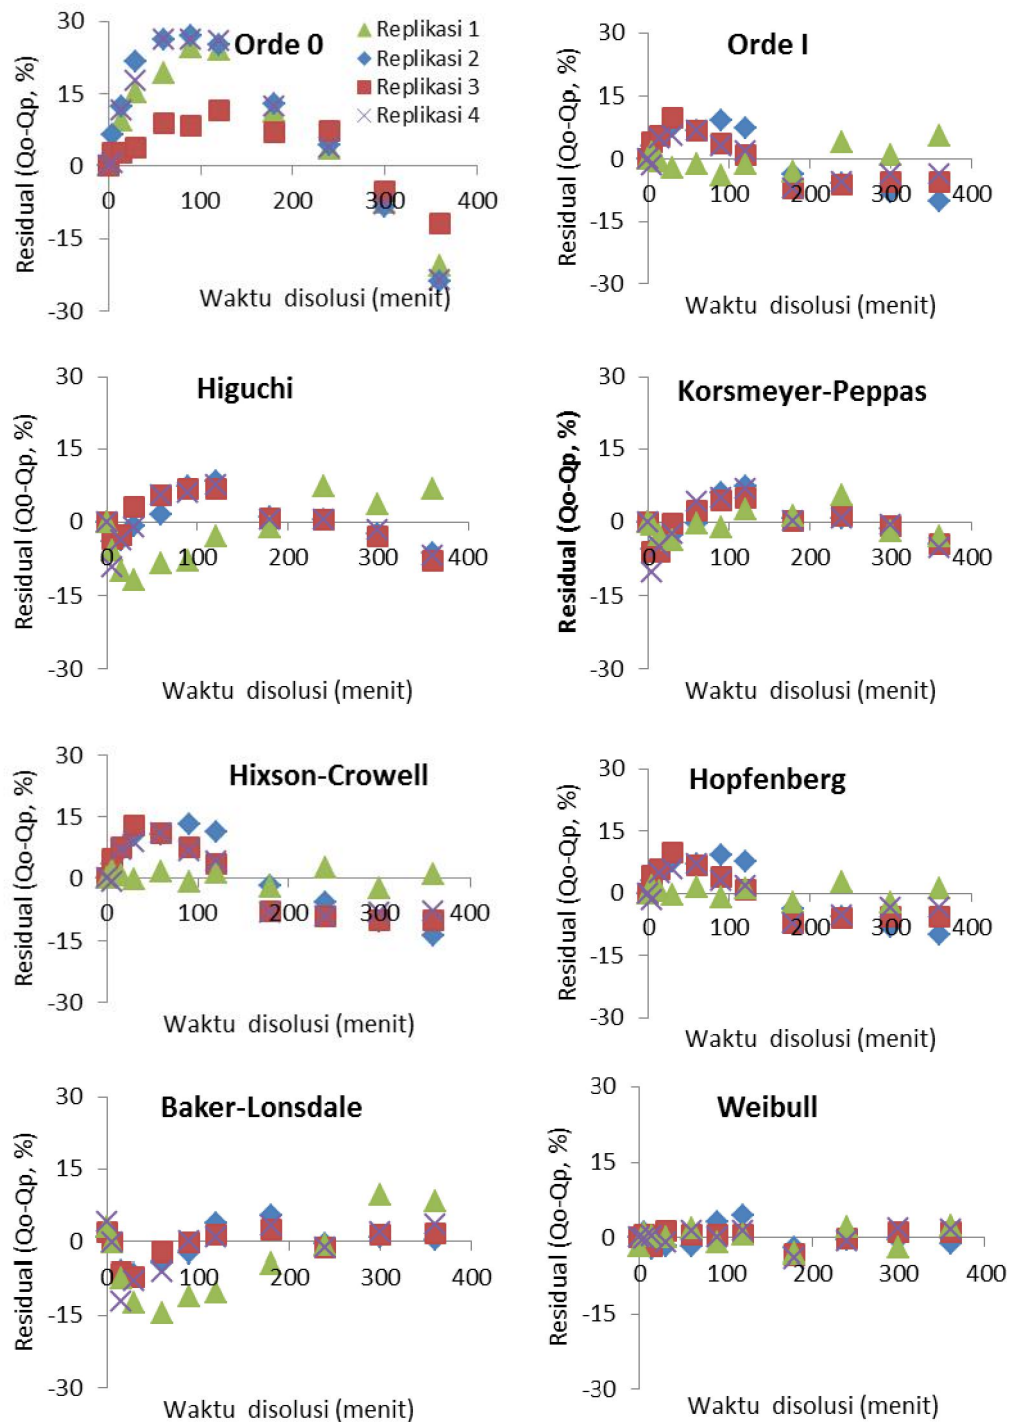 Orde 0
Replikasi 1
Replikasi 2
Replikasi 3
Replikasi 4
30
15
0
-15
-30
0
100
200
300
400
Residual (Qo-Qp, %)
Waktu disolusi (menit)
Orde I
30
15
0
-15
-30
0
100
200
300
400
Residual (Qo-Qp, %)
Waktu disolusi (menit)
Higuchi
30
15
0
-15
-30
0
100
200
300
400
Residual (Q0-Qp, %)
Waktu disolusi (menit)
Korsmeyer-Peppas
30
15
0
-15
-30
0
100
200
300
400
Residual (Qo-Qp, %)
Waktu disolusi (menit)
Hixson-Crowell
30
15
0
-15
-30
0
100
200
300
400
Residual (Qo-Qp, %)
Waktu disolusi (menit)
Hopfenberg
30
15
0
-15
-30
0
100
200
300
400
Residual (Qo-Qp, %)
Waktu disolusi (menit)
Baker-Lonsdale
30
15
0
-15
-30
0
100
200
300
400
Residual (Qo-Qp, %)
Waktu disolusi (menit)
Weibull
30
15
0
-15
-30
0
100
200
300
400
Residual (Qo-Qp, %)
Waktu disolusi (menit)